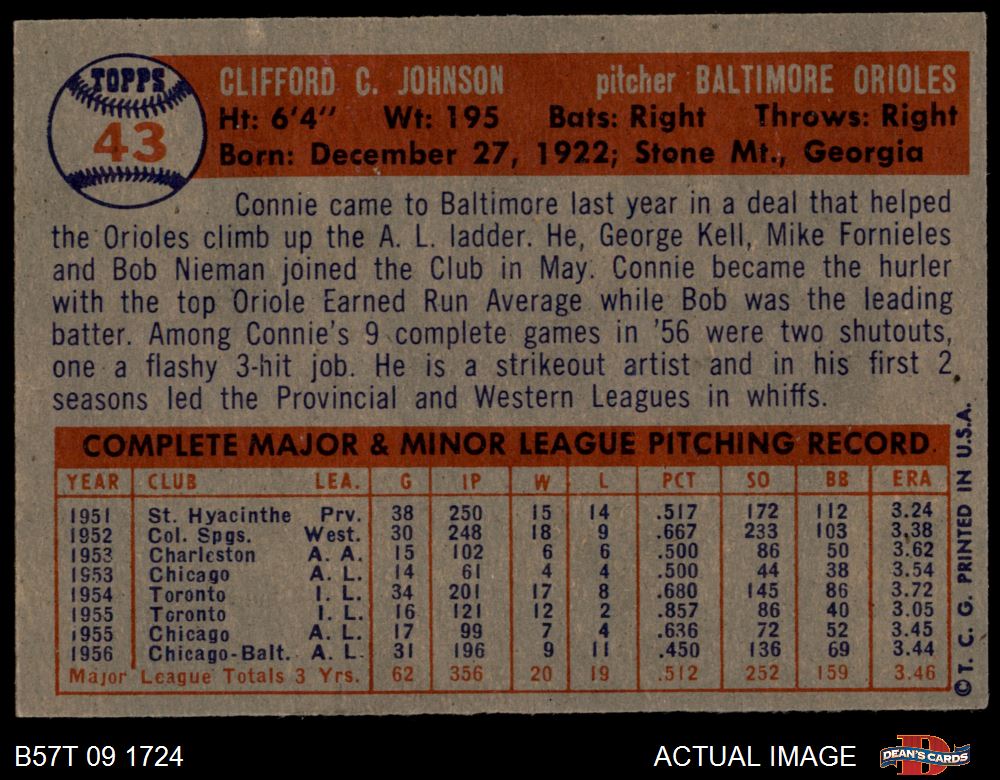 TOPPS
43
CLIFFORD C. JOHNSON pitcher BALTIMORE ORIOLES
Ht: 6'4" Wt: 195 Bats: Right Throws: Right
Born: December 27, 1922; Stone Mt., Georgia
Connie came to Baltimore last year in a deal that helped
the Orioles climb up the A. L. ladder. He, George Kell, Mike Fornieles
and Bob Nieman joined the Club in May. Connie became the hurler
with the top Oriole Earned Run Average while Bob was the leading
batter. Among Connie's 9 complete games in '56 were two shutouts,
one a flashy 3-hit job. He is a strikeout artist and in his first 2
seasons led the Provincial and Western Leagues in whiffs.
COMPLETE MAJOR & MINOR LEAGUE PITCHING RECORD
YEAR CLUB LEA. G IP W L PCT SO BB ERA
1951 St. Hyacinthe Prv. 38 250 15 14 .517 172 112 3.24
1952 Col. Spgs. West. 30 248 18 9 .667 233 103 3.38
1953 Charleston A. A. 15 102 6 6 .500 86 50 3.62
1953 Chicago A. L. 14 61 4 4 .500 44 38 3.54
1954 Toronto I. L. 34 201 17 8 .680 145 86 3.72
1955 Toronto I. L. 16 121 12 2 .857 86 40 3.05
1955 Chicago A. L. 17 99 7 4 .636 72 52 3.45
1956 Chicago-Balt. A. L. 31 196 9 11 .450 136 69 3.44
Major League Totals 3 Yrs. 62 356 20 19 .512 252 159 3.46
© T. C. G. PRINTED IN U.S.A.
B57T 09 1724 ACTUAL IMAGE
DEAN'S CARDS